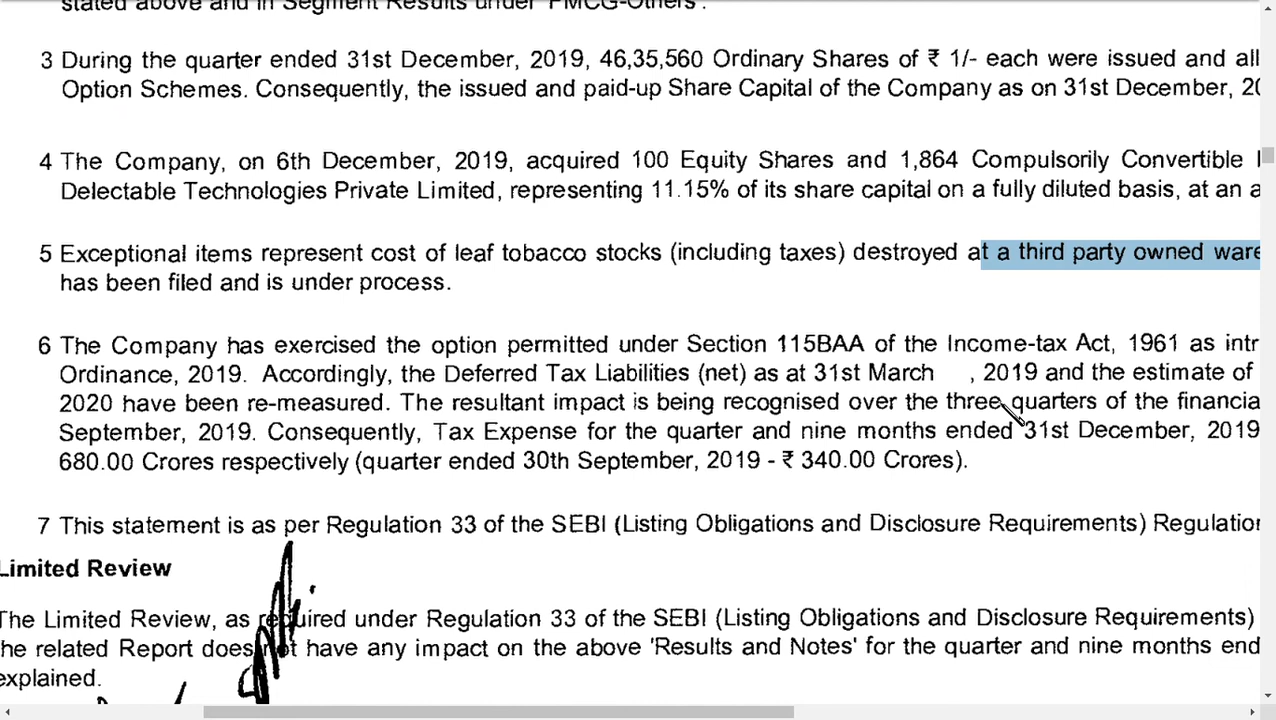 stated above and in Segment Results under 'FMCG-Others'.
3 During the quarter ended 31st December, 2019, 46,35,560 Ordinary Shares of ₹ 1/- each were issued and all
Option Schemes. Consequently, the issued and paid-up Share Capital of the Company as on 31st December, 20
4 The Company, on 6th December, 2019, acquired 100 Equity Shares and 1,864 Compulsorily Convertible
Delectable Technologies Private Limited, representing 11.15% of its share capital on a fully diluted basis, at an a
5 Exceptional items represent cost of leaf tobacco stocks (including taxes) destroyed at a third party owned ware
has been filed and is under process.
6 The Company has exercised the option permitted under Section 115BAA of the Income-tax Act, 1961 as intr
Ordinance, 2019. Accordingly, the Deferred Tax Liabilities (net) as at 31st March , 2019 and the estimate of
2020 have been re-measured. The resultant impact is being recognised over the three quarters of the financia
September, 2019. Consequently, Tax Expense for the quarter and nine months ended 31st December, 2019
680.00 Crores respectively (quarter ended 30th September, 2019 - ₹ 340.00 Crores).
7 This statement is as per Regulation 33 of the SEBI (Listing Obligations and Disclosure Requirements) Regulation
Limited Review
The Limited Review, as required under Regulation 33 of the SEBI (Listing Obligations and Disclosure Requirements)
he related Report does not have any impact on the above 'Results and Notes' for the quarter and nine months end
explained.